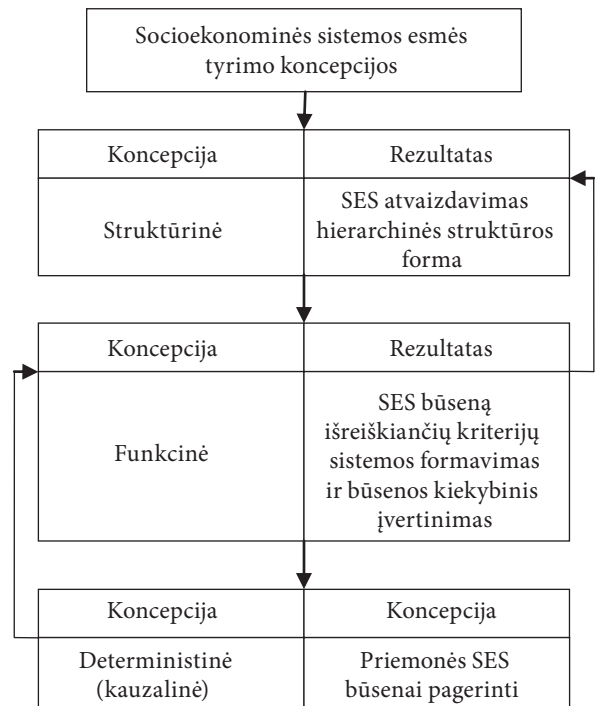 Socioekonominės sistemos esmės
tyrimo koncepcijos
Koncepcija
Rezultatas
Struktūrinė
SES atvaizdavimas
hierarchinės struktūros
forma
Koncepcija
Rezultatas
Funkcinė
SES būseną
išreiškiančių kriterijų
sistemos formavimas
ir būsenos kiekybinis
įvertinimas
Koncepcija
Koncepcija
Deterministinė
(kauzalinė)
Priemonės SES
būsenai pagerinti